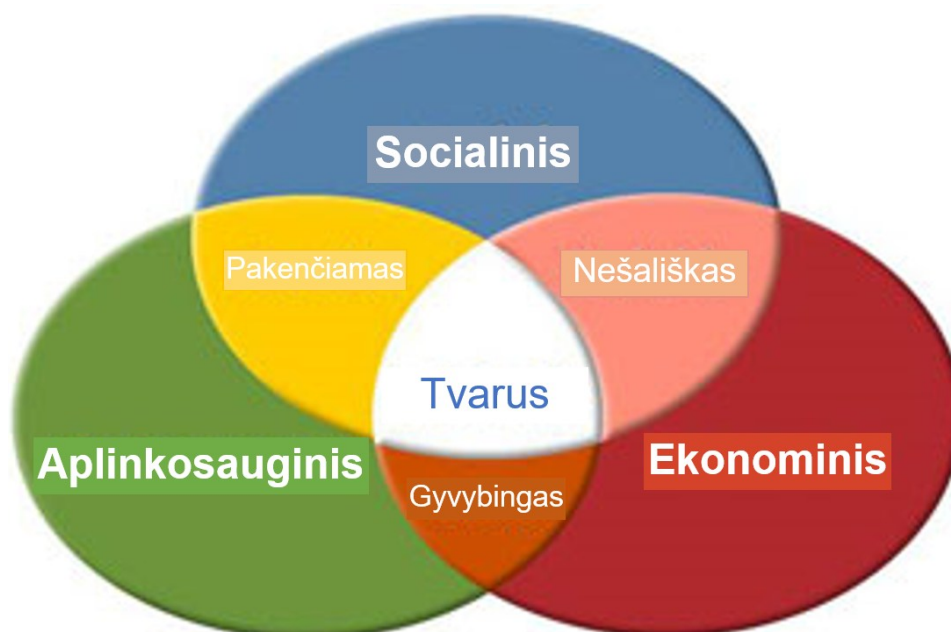 Socialinis
Pakenčiamas
Nešališkas
Tvarus
Aplinkosauginis
Ekonominis
Gyvybingas